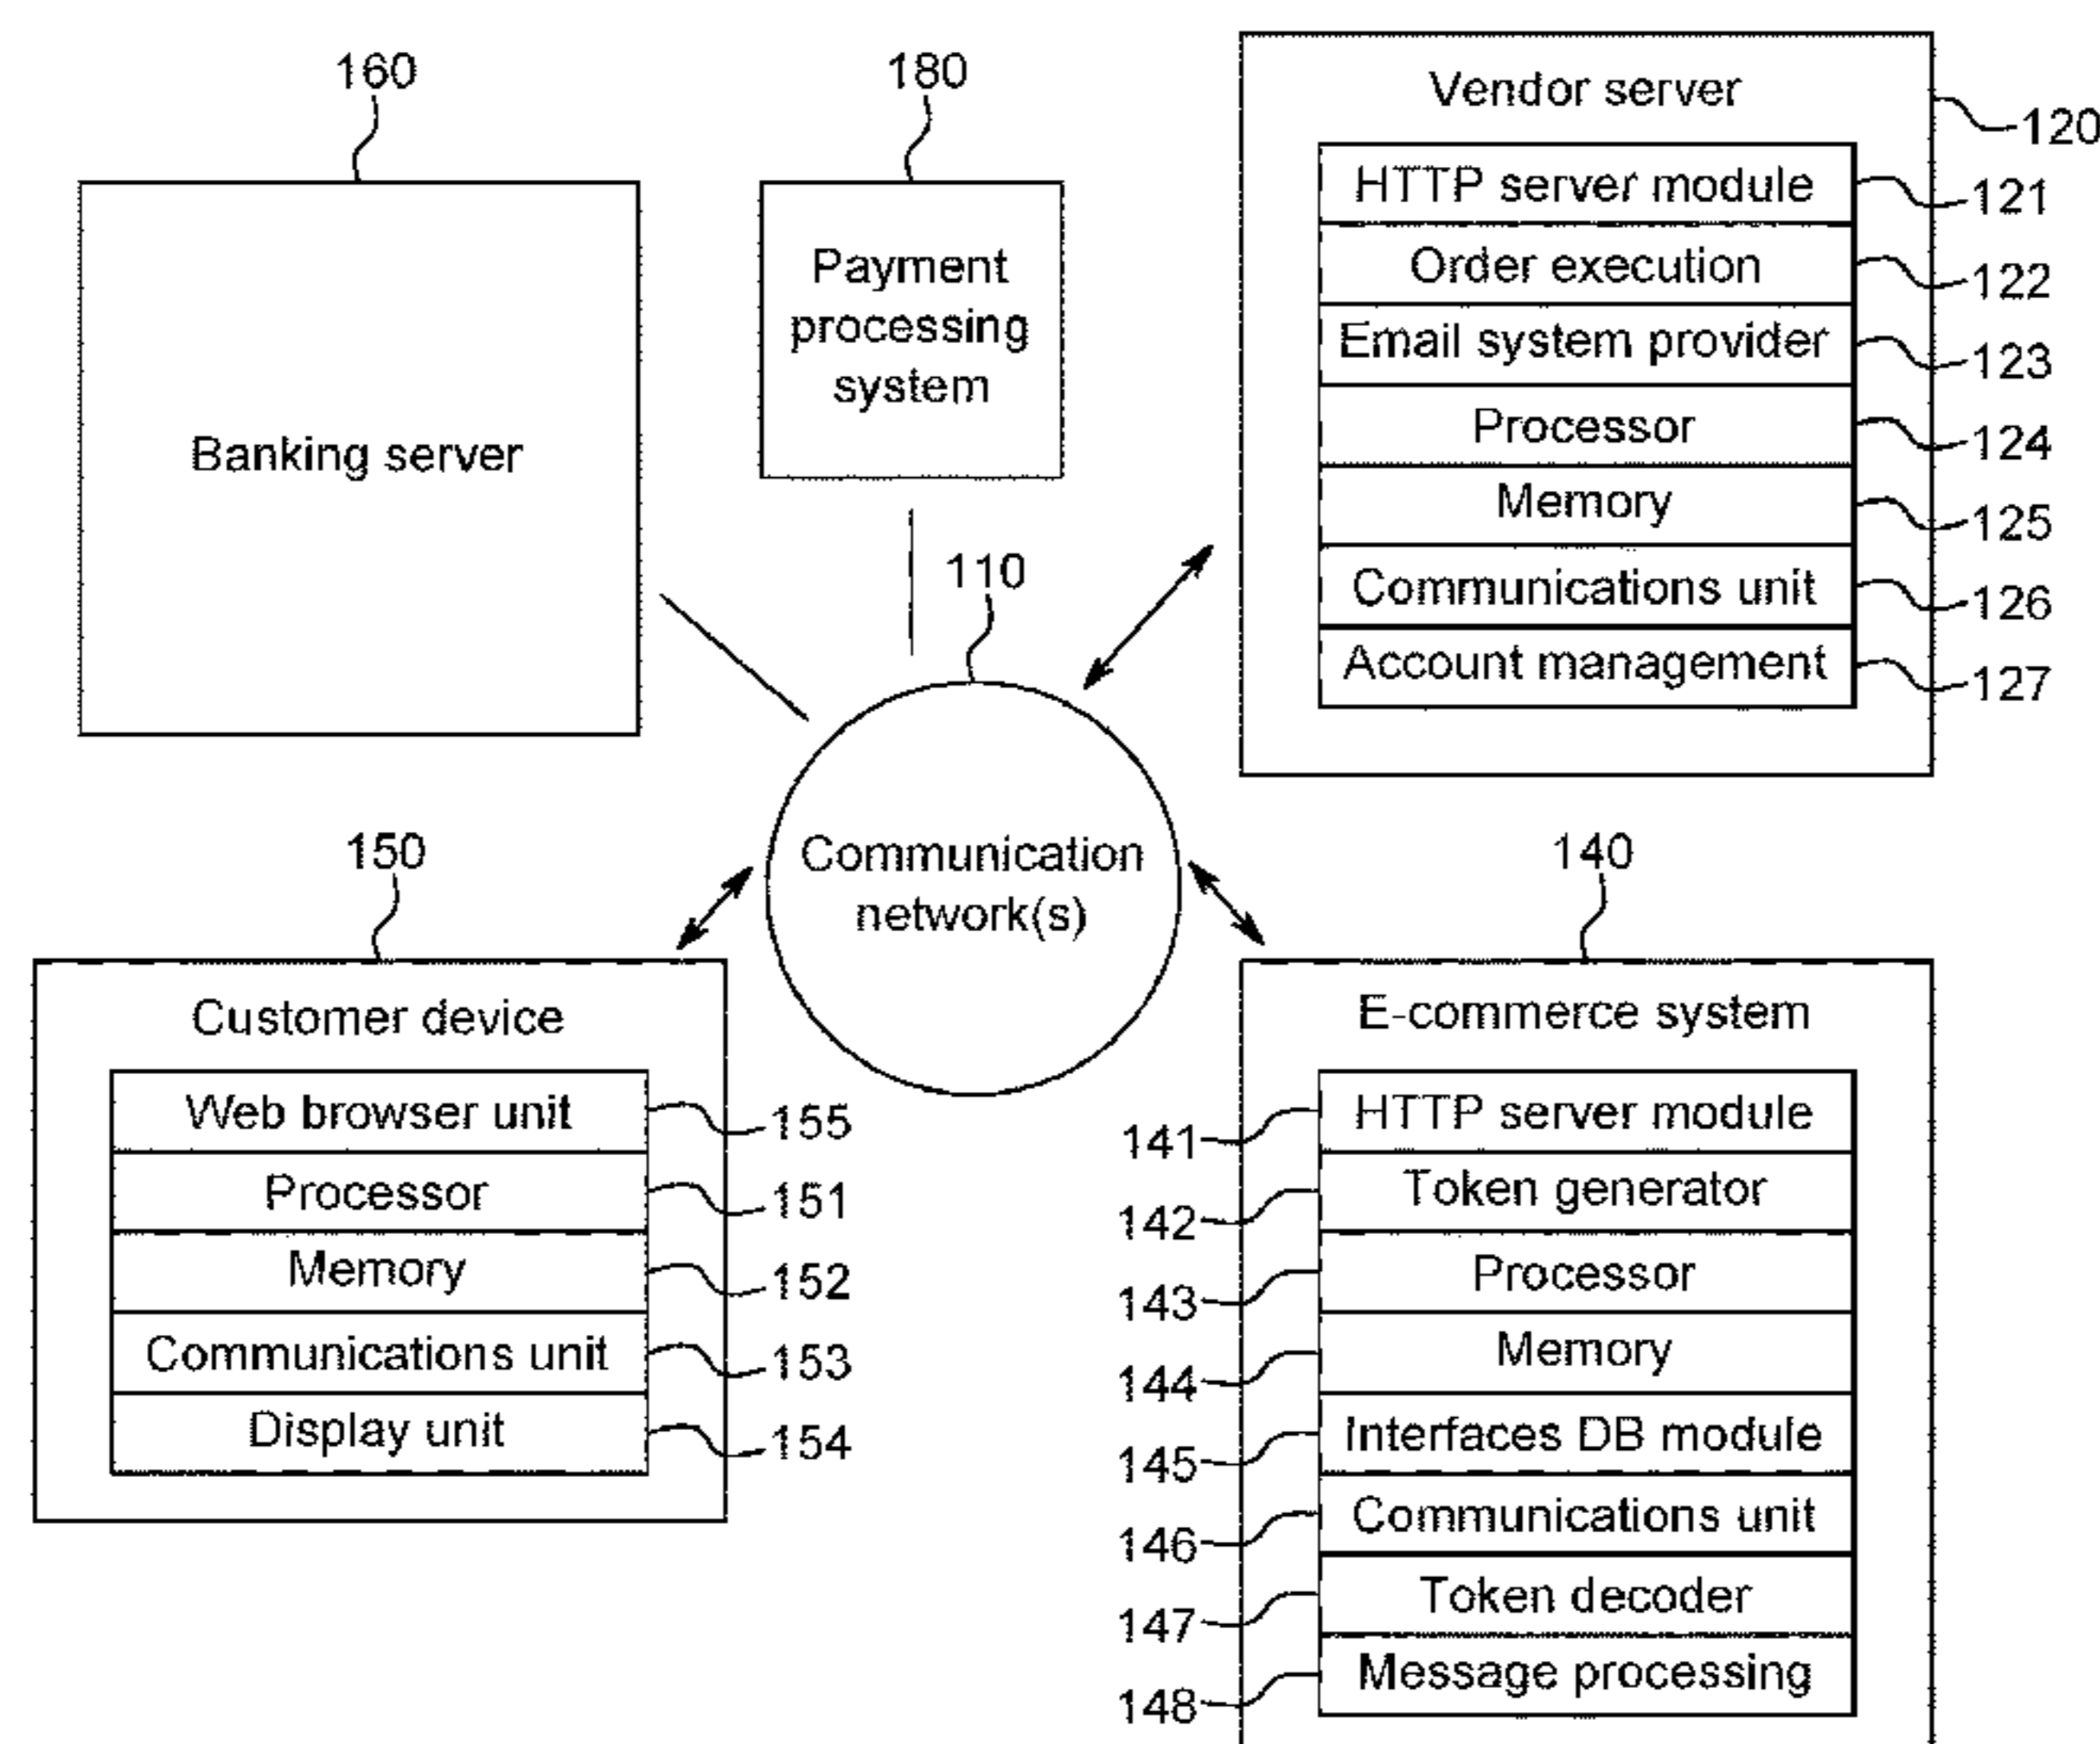 160
Banking server
180
Payment
processing
system
Vendor server
120
HTTP server module
121
Order execution
122
Email system provider
123
Processor
124
Memory
125
Communications unit
126
Account management
127
110
Communication
network(s)
150
Customer device
Web browser unit
155
Processor
151
Memory
152
Communications unit
153
Display unit
154
140
E-commerce system
141
HTTP server module
142
Token generator
143
Processor
144
Memory
145
Interfaces DB module
146
Communications unit
147
Token decoder
148
Message processing